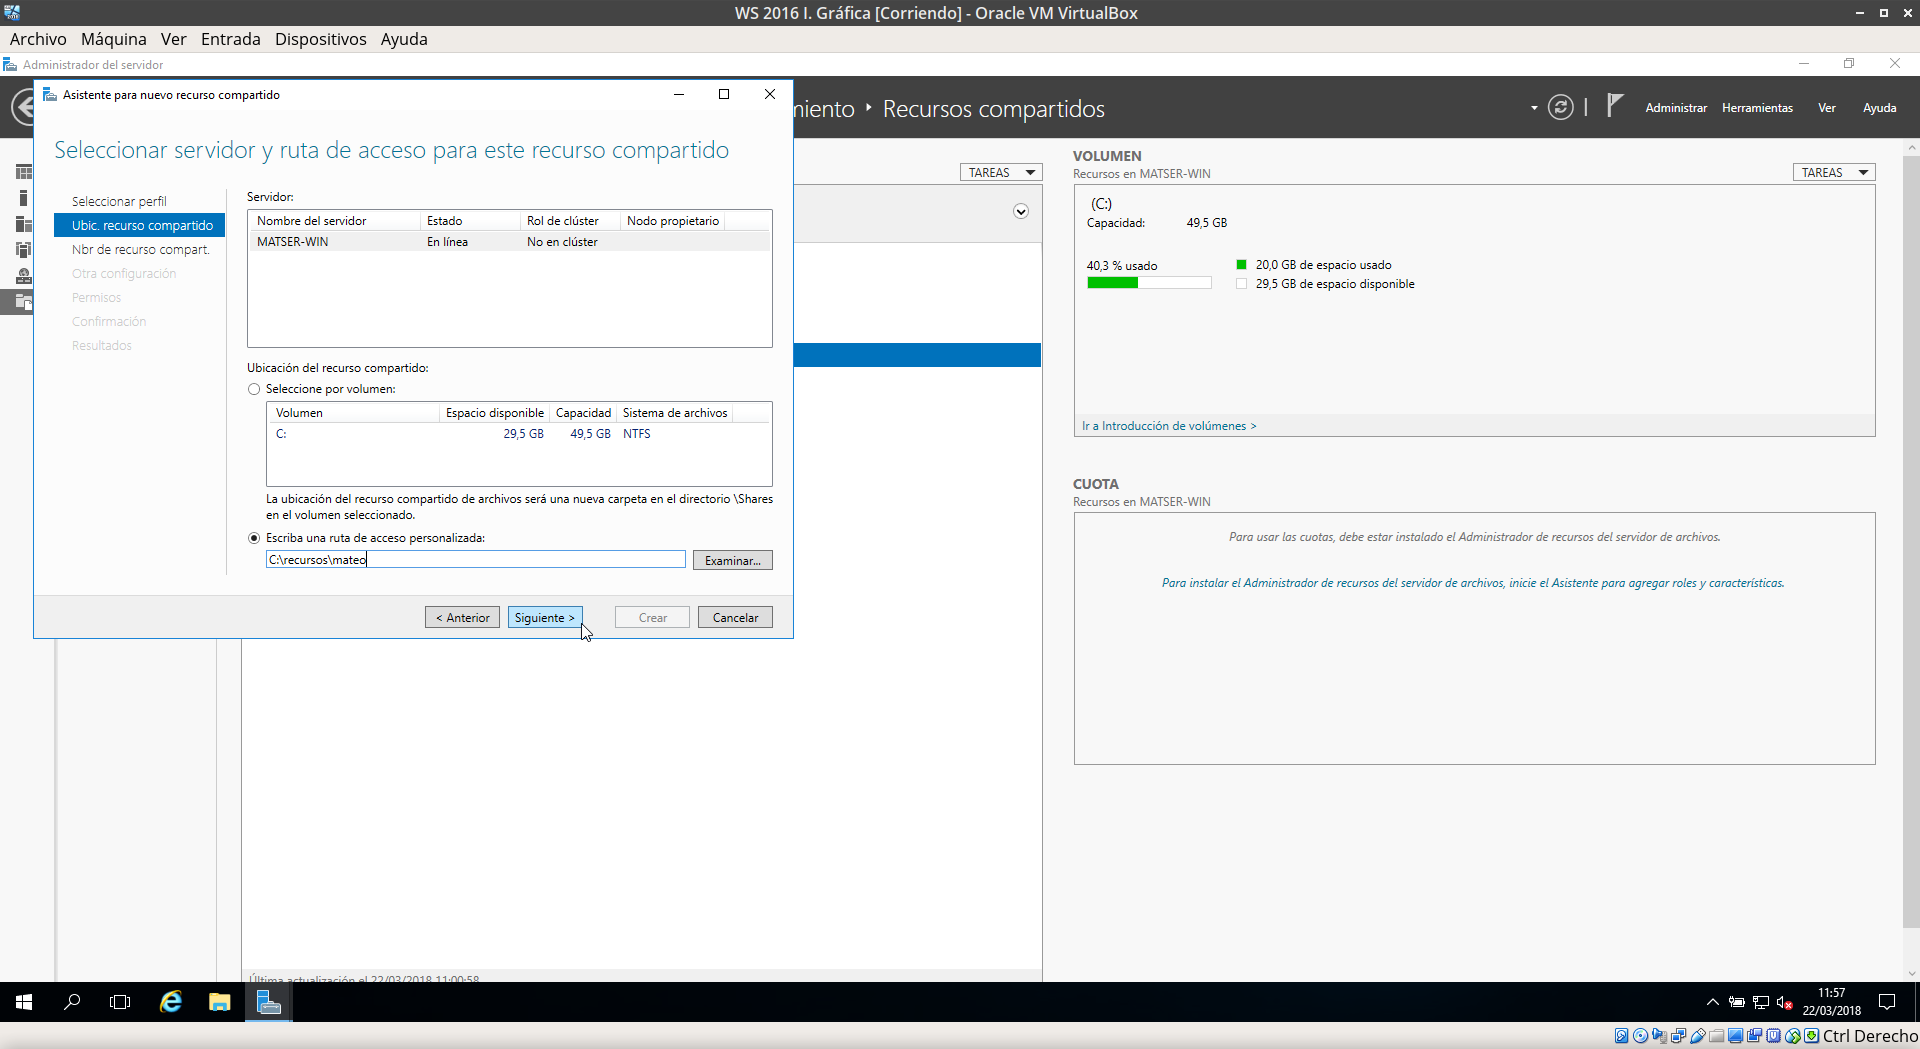 WS 2016 I. Gráfica [Corriendo] - Oracle VM VirtualBox
Archivo Máquina Ver Entrada Dispositivos Ayuda
Administrador del servidor
Asistente para nuevo recurso compartido
Recursos compartidos
Administrar Herramientas Ver Ayuda
Seleccionar servidor y ruta de acceso para este recurso compartido
Seleccionar perfil
Ubic. recurso compartido
Nbr de recurso compart.
Otra configuración
Permisos
Confirmación
Resultados
Servidor:
Nombre del servidor Estado Rol de clúster Nodo propietario
MATSER-WIN En línea No en clúster
Ubicación del recurso compartido:
Seleccione por volumen:
Volumen Espacio disponible Capacidad Sistema de archivos
C: 29,5 GB 49,5 GB NTFS
La ubicación del recurso compartido de archivos será una nueva carpeta en el directorio \Shares
en el volumen seleccionado.
Escriba una ruta de acceso personalizada:
C:\recursos\mateo
Examinar...
< Anterior Siguiente > Crear Cancelar
TAREAS
VOLUMEN
Recursos en MATSER-WIN
TAREAS
(C:)
Capacidad: 49,5 GB
40,3 % usado
20,0 GB de espacio usado
29,5 GB de espacio disponible
Ir a Introducción de volúmenes >
CUOTA
Recursos en MATSER-WIN
Para usar las cuotas, debe estar instalado el Administrador de recursos del servidor de archivos.
Para instalar el Administrador de recursos del servidor de archivos, inicie el Asistente para agregar roles y características.
Última actualización el 22/03/2018 11:00:58
11:57
22/03/2018
Ctrl Derecho